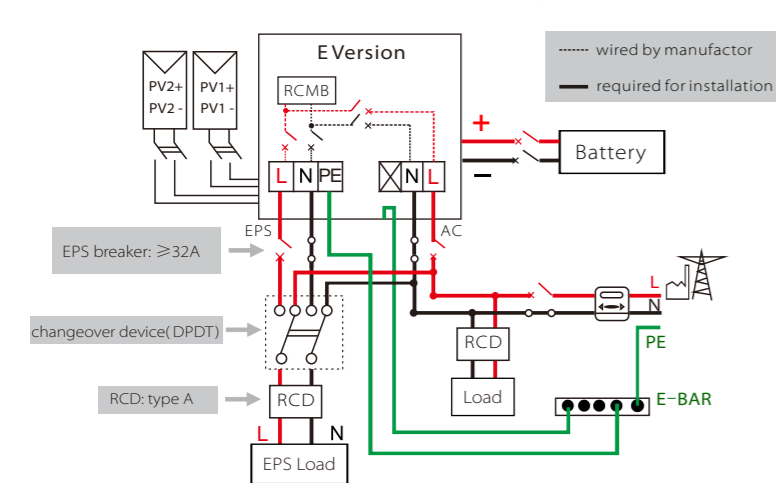 E Version
wired by manufactor
required for installation
PV2+
PV2 -
PV1+
PV1 -
RCMB
+
−
Battery
L N PE
N L
EPS
AC
EPS breaker: ≥32A
L
N
PE
changeover device( DPDT)
RCD
Load
RCD: type A
RCD
E-BAR
L N
EPS Load